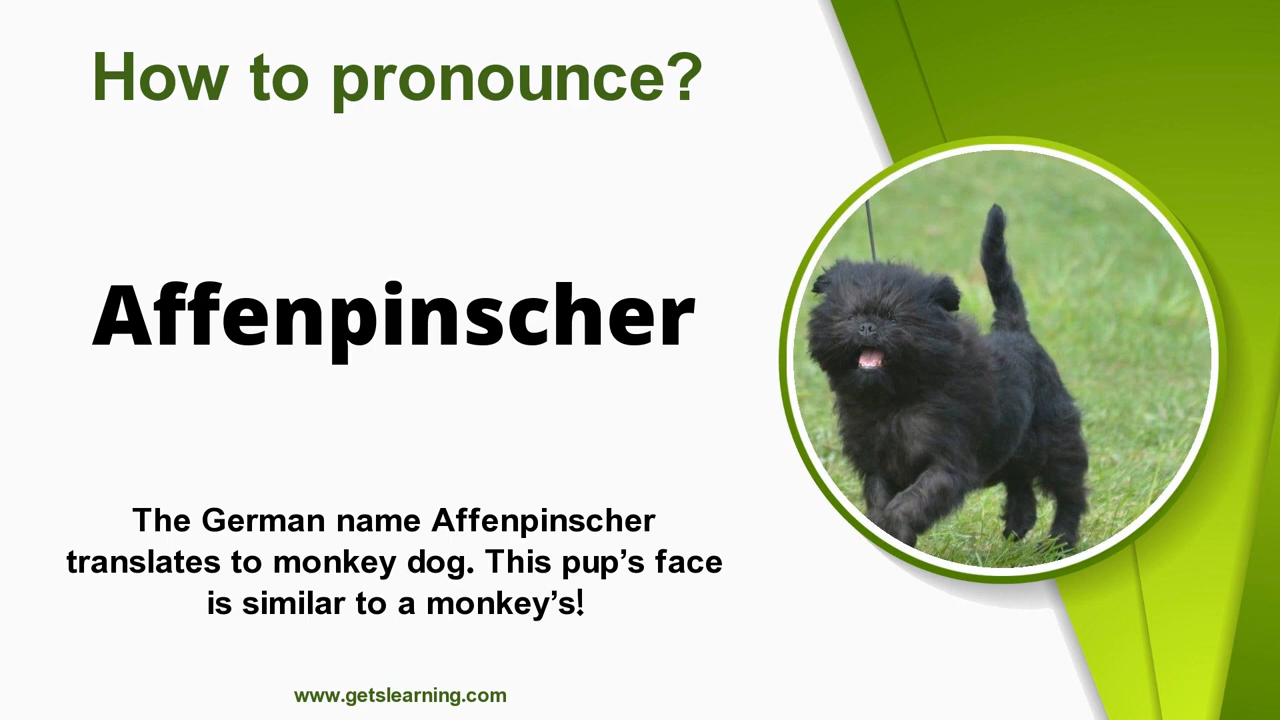 How to pronounce?
Affenpinscher
The German name Affenpinscher
translates to monkey dog. This pup’s face
is similar to a monkey’s!
www.getslearning.com